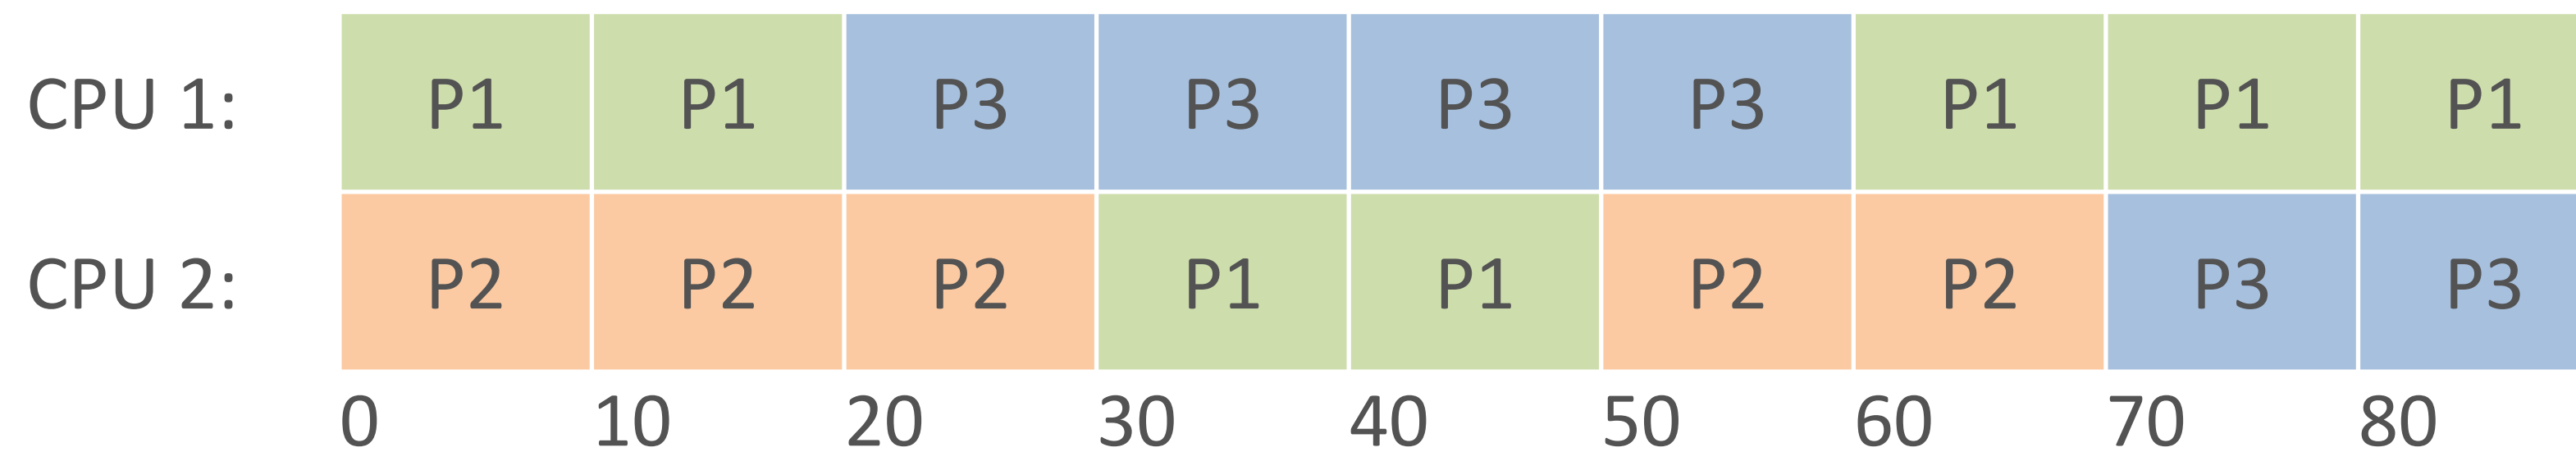 CPU 1: P1 P1 P3 P3 P3 P3 P1 P1 P1
CPU 2: P2 P2 P2 P1 P1 P2 P2 P3 P3
0 10 20 30 40 50 60 70 80